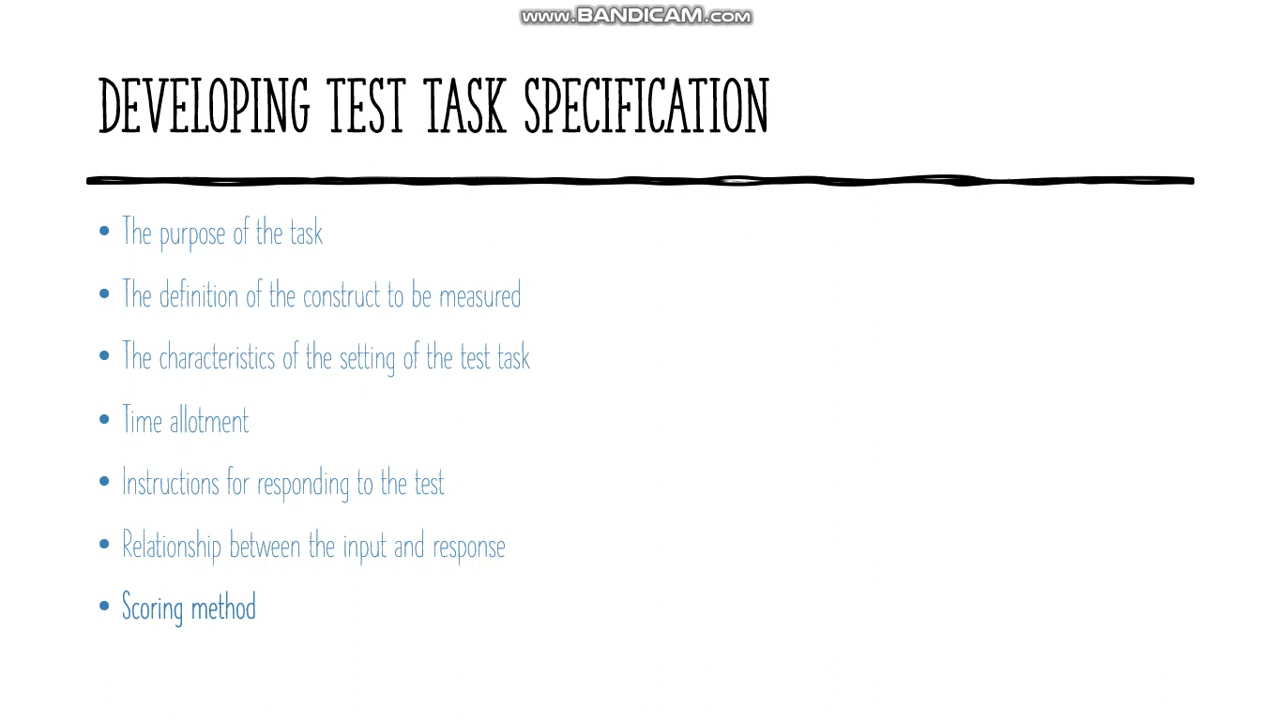 www.BANDICAM.com
DEVELOPING TEST TASK SPECIFICATION
• The purpose of the task
• The definition of the construct to be measured
• The characteristics of the setting of the test task
• Time allotment
• Instructions for responding to the test
• Relationship between the input and response
• Scoring method